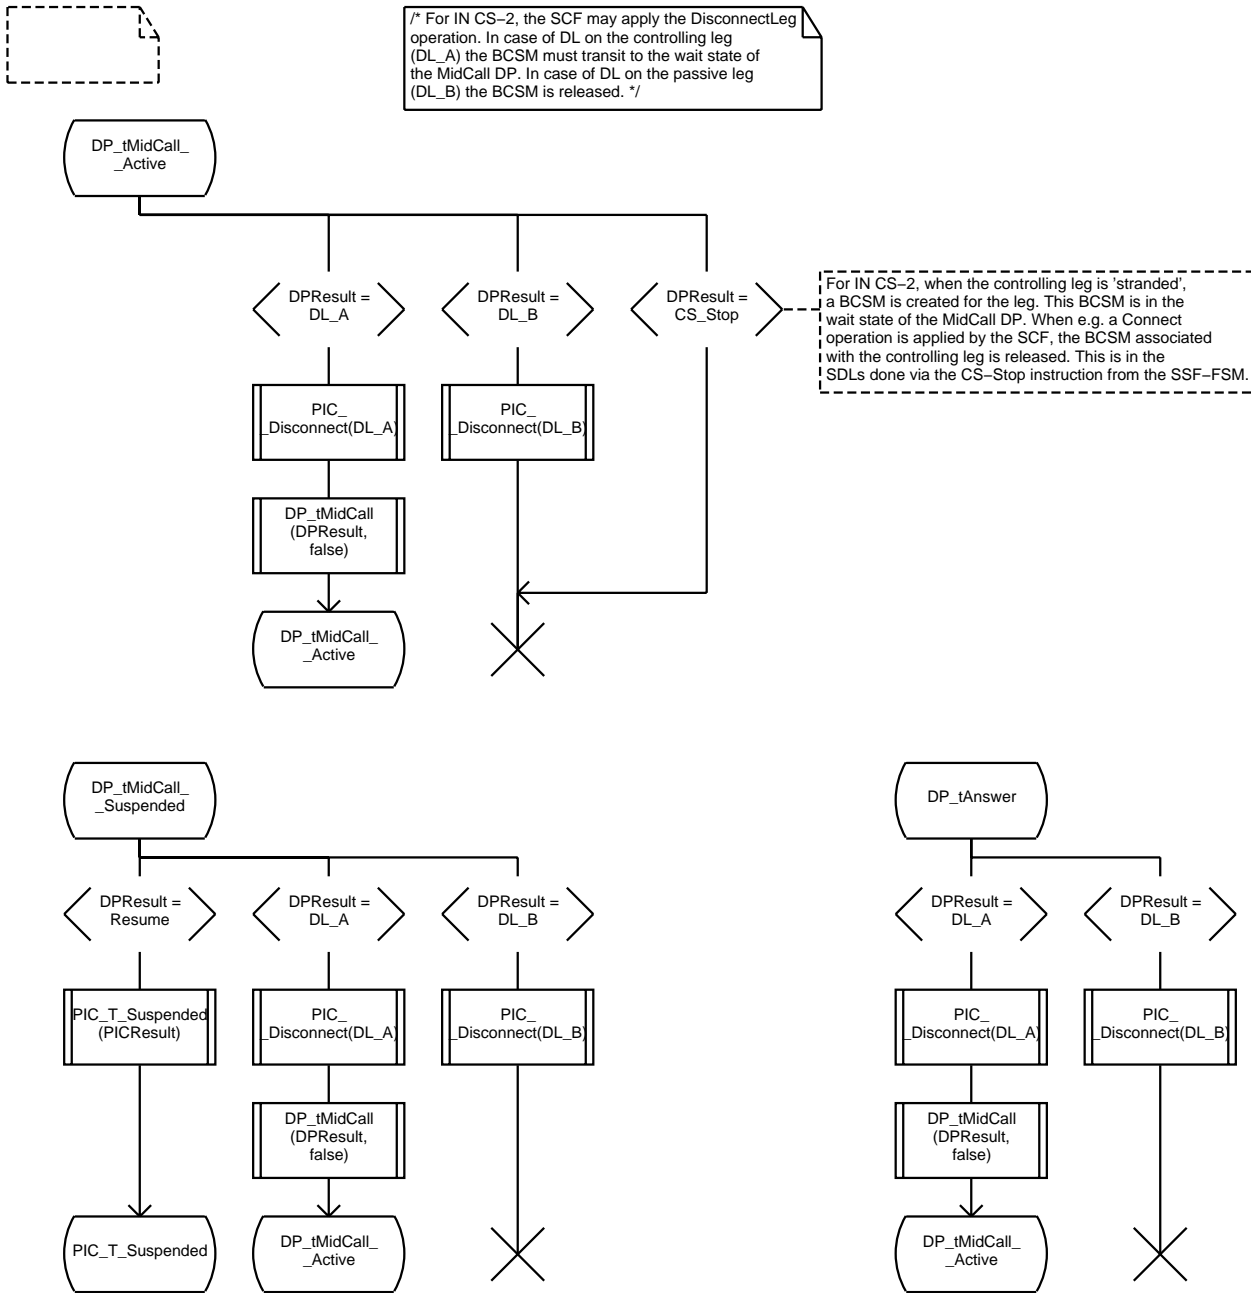 /* For IN CS−2, the SCF may apply the DisconnectLeg
operation. In case of DL on the controlling leg
(DL_A) the BCSM must transit to the wait state of
the MidCall DP. In case of DL on the passive leg
(DL_B) the BCSM is released. */
DP_tMidCall_
_Active
DPResult =
DL_A
DPResult =
DL_B
DPResult =
CS_Stop
For IN CS−2, when the controlling leg is 'stranded',
a BCSM is created for the leg. This BCSM is in the
wait state of the MidCall DP. When e.g. a Connect
operation is applied by the SCF, the BCSM associated
with the controlling leg is released. This is in the
SDLs done via the CS−Stop instruction from the SSF−FSM.
PIC_
_Disconnect(DL_A)
PIC_
_Disconnect(DL_B)
DP_tMidCall
(DPResult,
false)
DP_tMidCall_
_Active
DP_tMidCall_
_Suspended
DP_tAnswer
DPResult =
Resume
DPResult =
DL_A
DPResult =
DL_B
DPResult =
DL_A
DPResult =
DL_B
PIC_T_Suspended
(PICResult)
PIC_
_Disconnect(DL_A)
PIC_
_Disconnect(DL_B)
PIC_
_Disconnect(DL_A)
PIC_
_Disconnect(DL_B)
DP_tMidCall
(DPResult,
false)
DP_tMidCall
(DPResult,
false)
PIC_T_Suspended
DP_tMidCall_
_Active
DP_tMidCall_
_Active